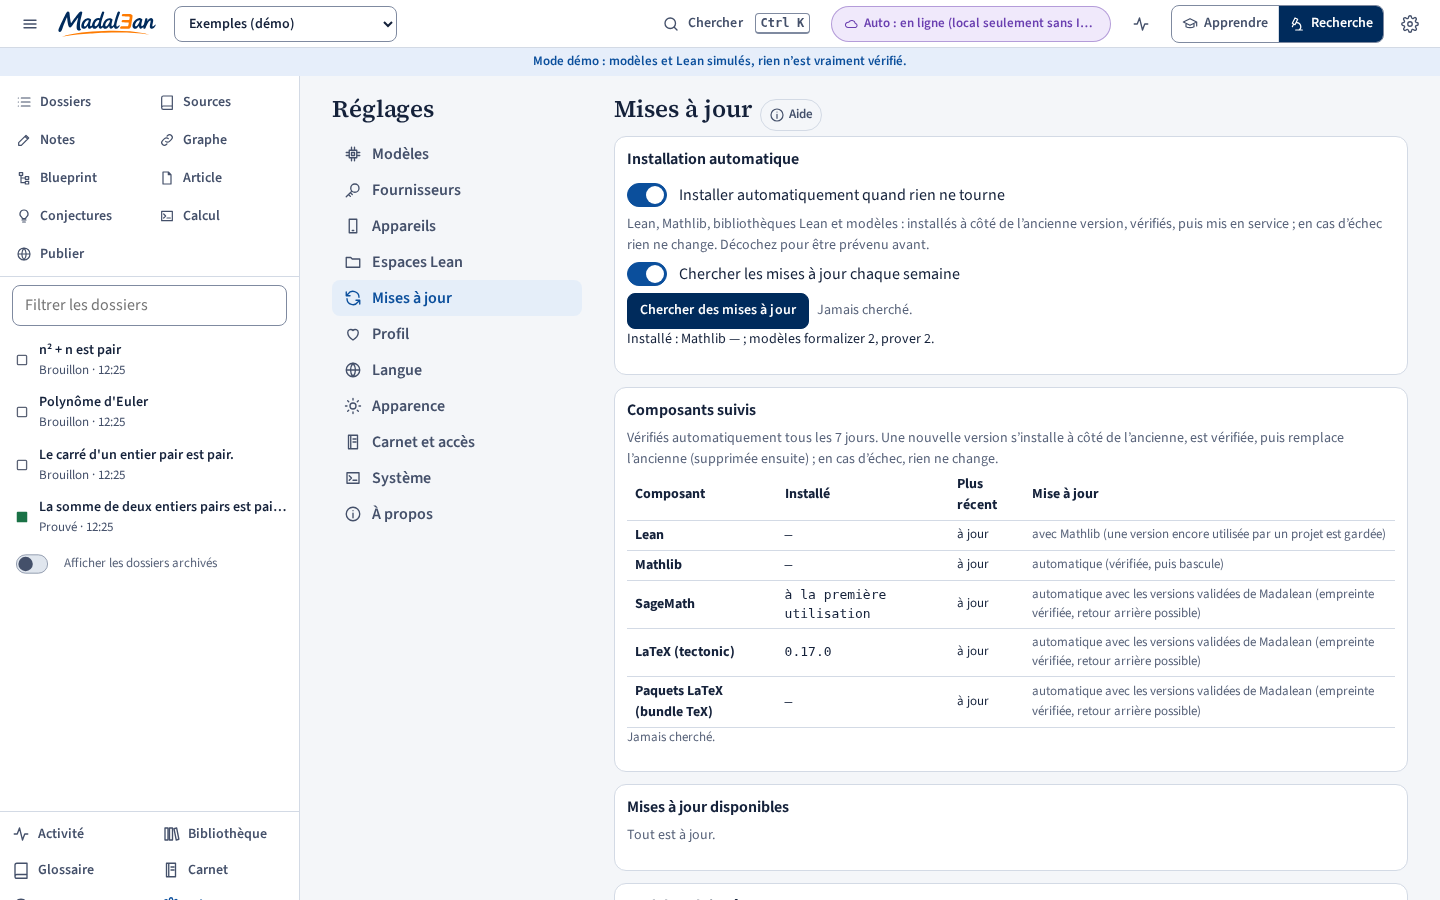 Madalean
Exemples (démo)
Chercher
Ctrl K
Auto : en ligne (local seulement sans I…
Apprendre
Recherche
Mode démo : modèles et Lean simulés, rien n’est vraiment vérifié.
Dossiers
Sources
Notes
Graphe
Blueprint
Article
Conjectures
Calcul
Publier
Filtrer les dossiers
n² + n est pair
Brouillon · 12:25
Polynôme d'Euler
Brouillon · 12:25
Le carré d'un entier pair est pair.
Brouillon · 12:25
La somme de deux entiers pairs est pai…
Prouvé · 12:25
Afficher les dossiers archivés
Activité
Bibliothèque
Glossaire
Carnet
Réglages
Modèles
Fournisseurs
Appareils
Espaces Lean
Mises à jour
Profil
Langue
Apparence
Carnet et accès
Système
À propos
Mises à jour
Aide
Installation automatique
Installer automatiquement quand rien ne tourne
Lean, Mathlib, bibliothèques Lean et modèles : installés à côté de l’ancienne version, vérifiés, puis mis en service ; en cas d’échec
rien ne change. Décochez pour être prévenu avant.
Chercher les mises à jour chaque semaine
Chercher des mises à jour
Jamais cherché.
Installé : Mathlib — ; modèles formalizer 2, prover 2.
Composants suivis
Vérifiés automatiquement tous les 7 jours. Une nouvelle version s’installe à côté de l’ancienne, est vérifiée, puis remplace
l’ancienne (supprimée ensuite) ; en cas d’échec, rien ne change.
Composant
Installé
Plus
récent
Mise à jour
Lean
—
à jour
avec Mathlib (une version encore utilisée par un projet est gardée)
Mathlib
—
à jour
automatique (vérifiée, puis bascule)
SageMath
à la première
utilisation
à jour
automatique avec les versions validées de Madalean (empreinte
vérifiée, retour arrière possible)
LaTeX (tectonic)
0.17.0
à jour
automatique avec les versions validées de Madalean (empreinte
vérifiée, retour arrière possible)
Paquets LaTeX
(bundle TeX)
—
à jour
automatique avec les versions validées de Madalean (empreinte
vérifiée, retour arrière possible)
Jamais cherché.
Mises à jour disponibles
Tout est à jour.